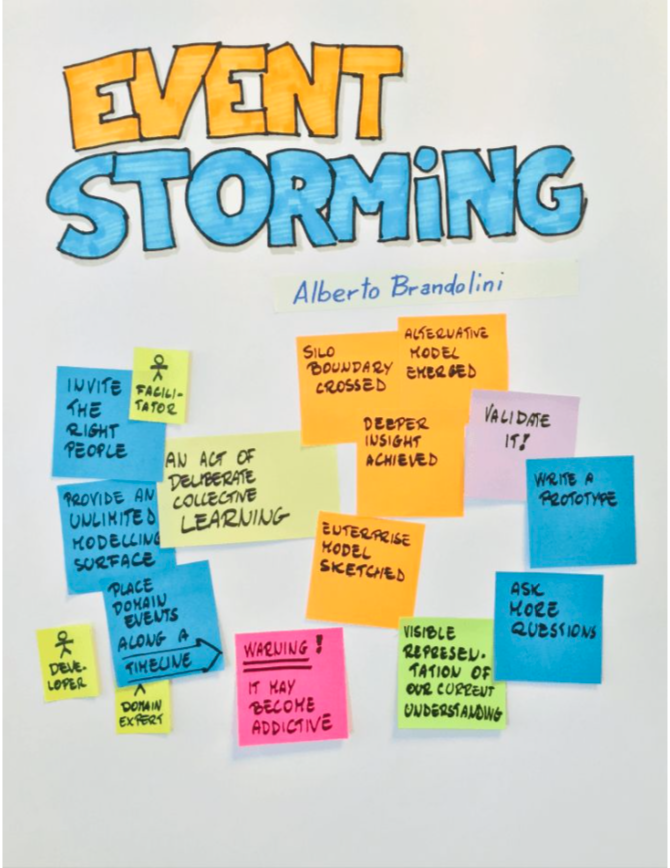 EVENT
STORMiNG
Alberto Brandolini
INVITE
THE
RIGHT
PEOPLE
FACILI-
TATOR
PROVIDE AN
UNLIMITED
MODELLING
SURFACE
PLACE
DOMAIN
EVENTS
ALONG A
TIMELINE
DEVE-
LOPER
DOMAIN
EXPERT
AN ACT OF
DELIBERATE
COLLECTIVE
LEARNING
SILO
BOUNDARY
CROSSED
ALTERNATIVE
MODEL
EMERGED
DEEPER
INSIGHT
ACHIEVED
ENTERPRISE
MODEL
SKETCHED
VALIDATE
IT!
WRITE A
PROTOTYPE
ASK
MORE
QUESTIONS
WARNING!
IT MAY
BECOME
ADDICTIVE
VISIBLE
REPRESEN-
TATION OF
OUR CURRENT
UNDERSTANDING